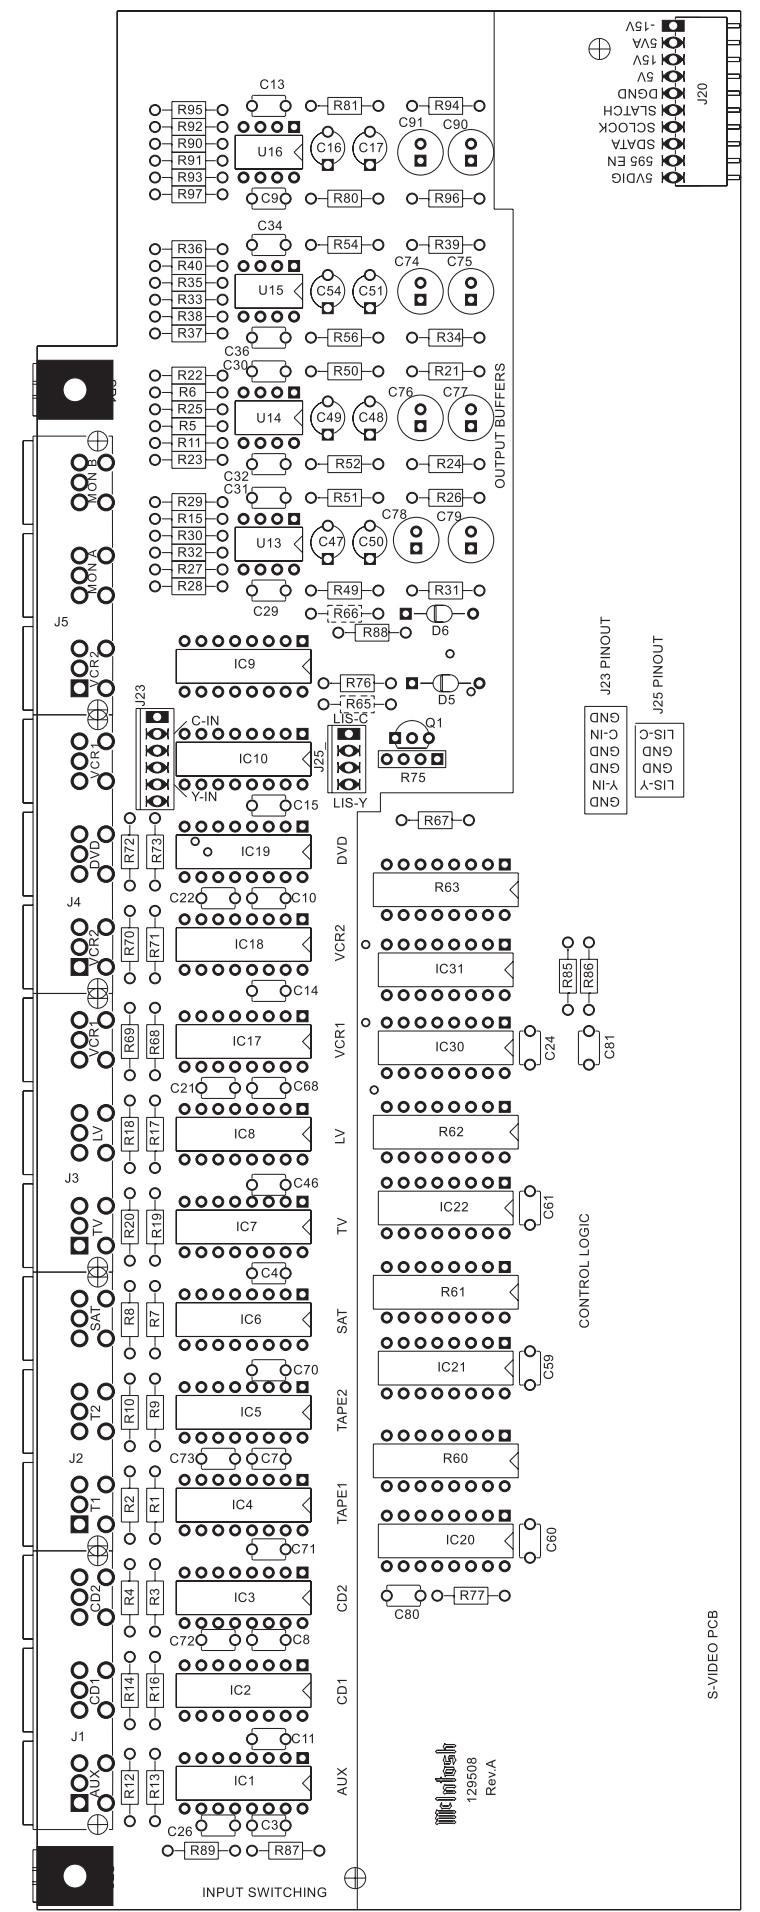 -15V
5VA
15V
5V
DGND
SLATCH
SCLOCK
SDATA
595 EN
5VDIG
J20
C13
R95
R81
R94
R92
C91
C90
R90
U16
C16
C17
R91
R93
R97
C9
R80
R96
C34
R36
R54
R39
R40
C74
C75
R35
U15
C54
C51
R33
R38
R37
R56
R34
C36
C30
R50
R21
R22
R6
C76
C77
R25
U14
C49
C48
R5
R11
R23
R52
R24
C32
C31
R51
R26
R29
R15
C78
C79
R30
U13
C47
C50
R32
R27
R28
R49
R31
C29
R66
D6
R88
OUTPUT BUFFERS
MON B
MON A
J5
VCR2
IC9
R76
D5
R65
J23
C-IN
Y-IN
LIS-C
J25
LIS-Y
Q1
R75
VCR1
IC10
C15
R67
J23 PINOUT
GND
C-IN
GND
GND
Y-IN
GND
J25 PINOUT
LIS-C
GND
GND
LIS-Y
DVD
R72
R73
IC19
DVD
C22
C10
R63
J4
VCR2
R70
R71
IC18
VCR2
IC31
R85
R86
C14
VCR1
R69
R68
IC17
VCR1
IC30
C24
C81
C21
C68
LV
R18
R17
IC8
LV
R62
J3
C46
TV
R20
R19
IC7
TV
IC22
C61
C4
SAT
R8
R7
IC6
SAT
R61
CONTROL LOGIC
C70
IC21
C59
T2
R10
R9
IC5
TAPE2
J2
C73
C7
R60
T1
R2
R1
IC4
TAPE1
IC20
C60
C71
CD2
R4
R3
IC3
CD2
C80
R77
C72
C8
CD1
R14
R16
IC2
CD1
S-VIDEO PCB
J1
C11
AUX
R12
R13
IC1
AUX
McIntosh
129508
Rev.A
C26
C3
R89
R87
INPUT SWITCHING